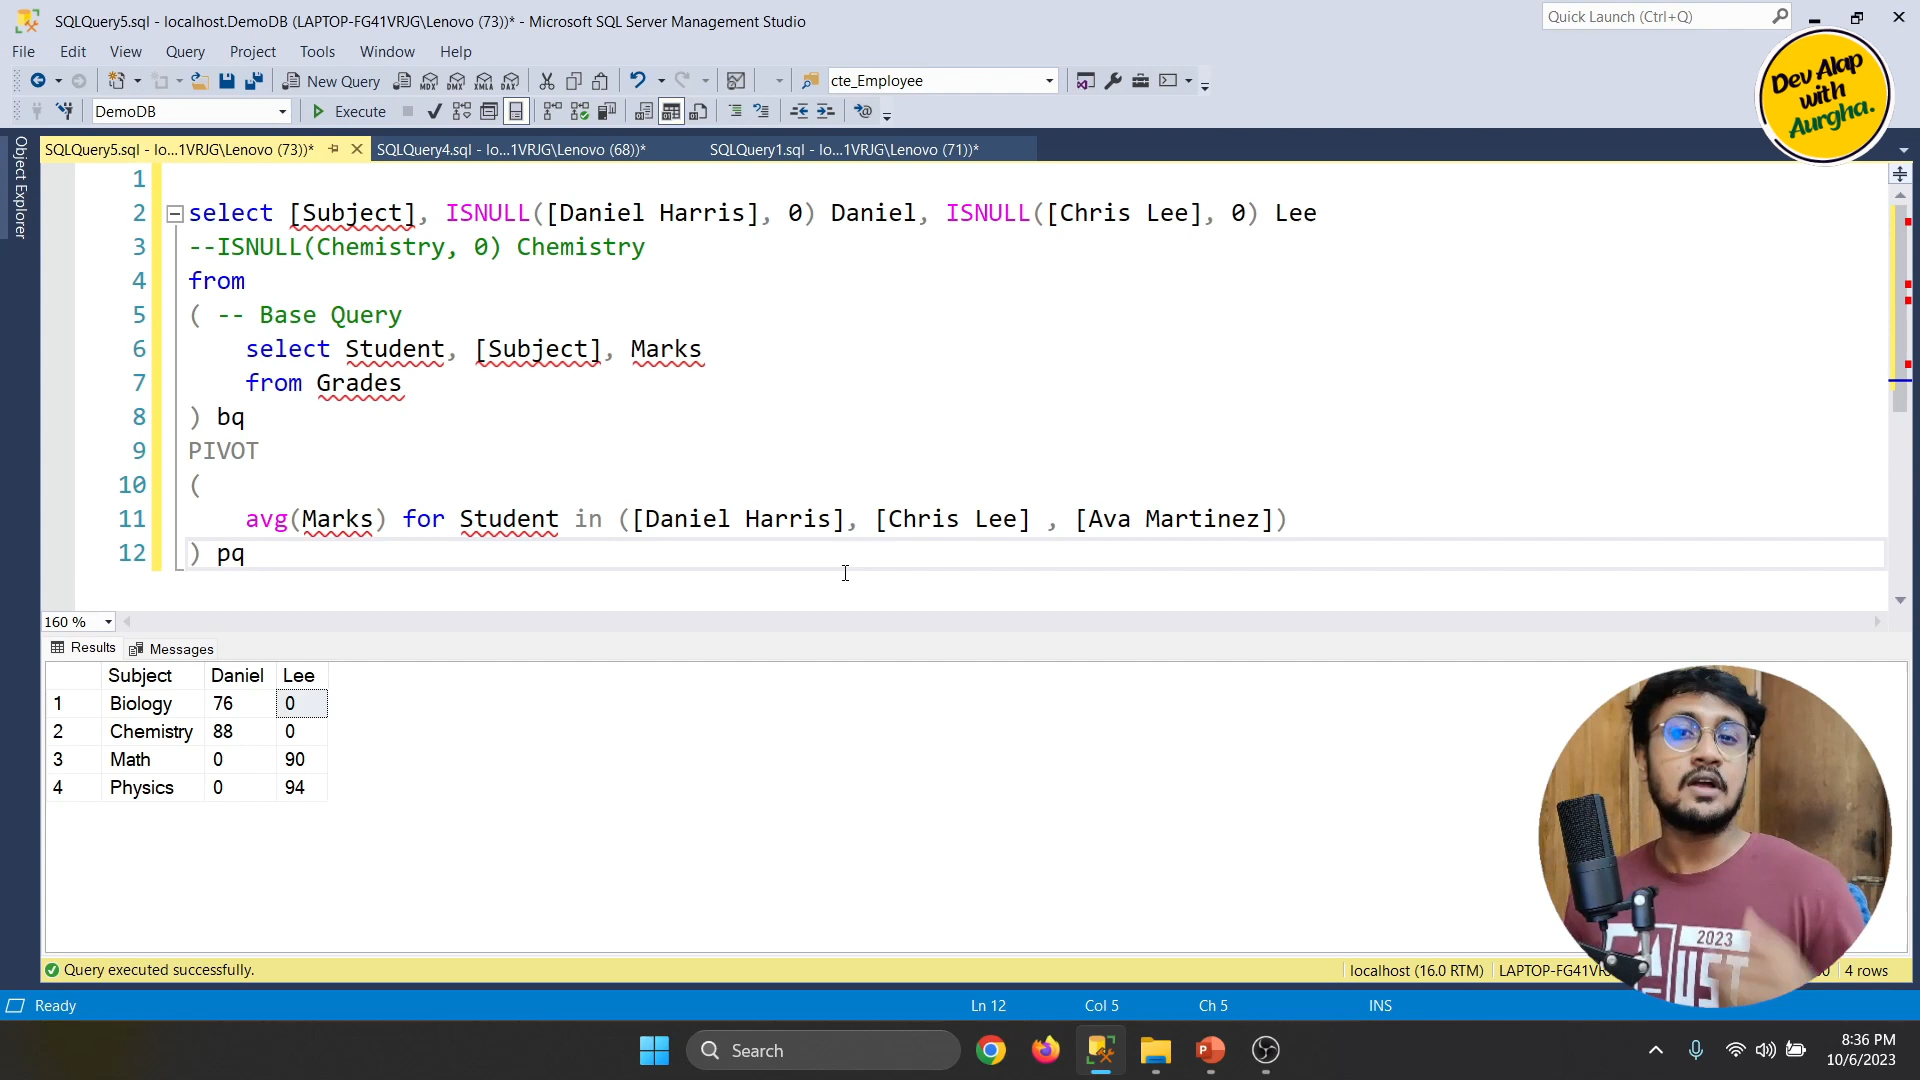 SQLQuery5.sql - localhost.DemoDB (LAPTOP-FG41VRJG\Lenovo (73))* - Microsoft SQL Server Management Studio
Quick Launch (Ctrl+Q)
File Edit View Query Project Tools Window Help
New Query
MDX DMX XMLA DAX
cte_Employee
DemoDB
Execute
Dev Alap
with
Aurgha.
Object Explorer
SQLQuery5.sql - lo...1VRJG\Lenovo (73))*
SQLQuery4.sql - lo...1VRJG\Lenovo (68))*
SQLQuery1.sql - lo...1VRJG\Lenovo (71))*
1
2 select [Subject], ISNULL([Daniel Harris], 0) Daniel, ISNULL([Chris Lee], 0) Lee
3 --ISNULL(Chemistry, 0) Chemistry
4 from
5 ( -- Base Query
6 select Student, [Subject], Marks
7 from Grades
8 ) bq
9 PIVOT
10 (
11 avg(Marks) for Student in ([Daniel Harris], [Chris Lee] , [Ava Martinez])
12 ) pq
160 %
Results Messages
Subject Daniel Lee
1 Biology 76 0
2 Chemistry 88 0
3 Math 0 90
4 Physics 0 94
2023
Query executed successfully.
localhost (16.0 RTM)
4 rows
Ready
Ln 12
Col 5
Ch 5
INS
Search
8:36 PM
10/6/2023